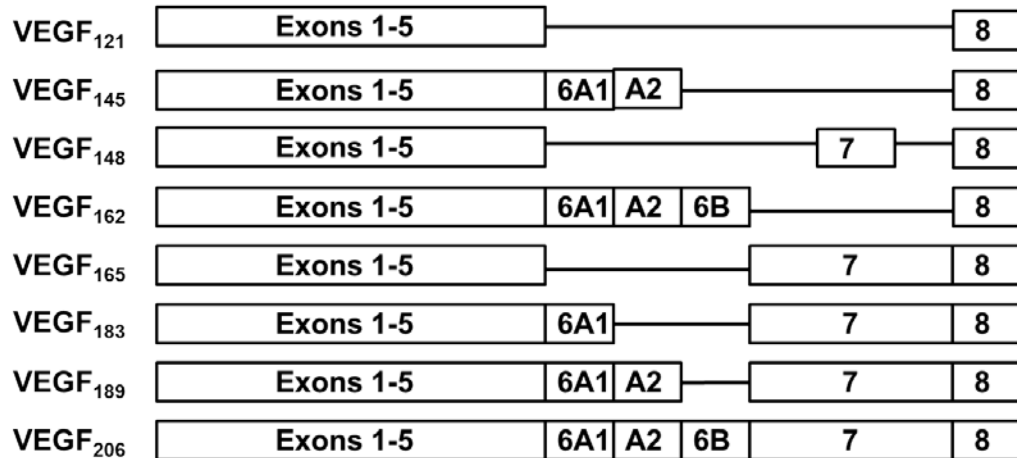 VEGF₁₂₁ Exons 1-5 8
VEGF₁₄₅ Exons 1-5 6A1 A2 8
VEGF₁₄₈ Exons 1-5 7 8
VEGF₁₆₂ Exons 1-5 6A1 A2 6B 8
VEGF₁₆₅ Exons 1-5 7 8
VEGF₁₈₃ Exons 1-5 6A1 7 8
VEGF₁₈₉ Exons 1-5 6A1 A2 7 8
VEGF₂₀₆ Exons 1-5 6A1 A2 6B 7 8